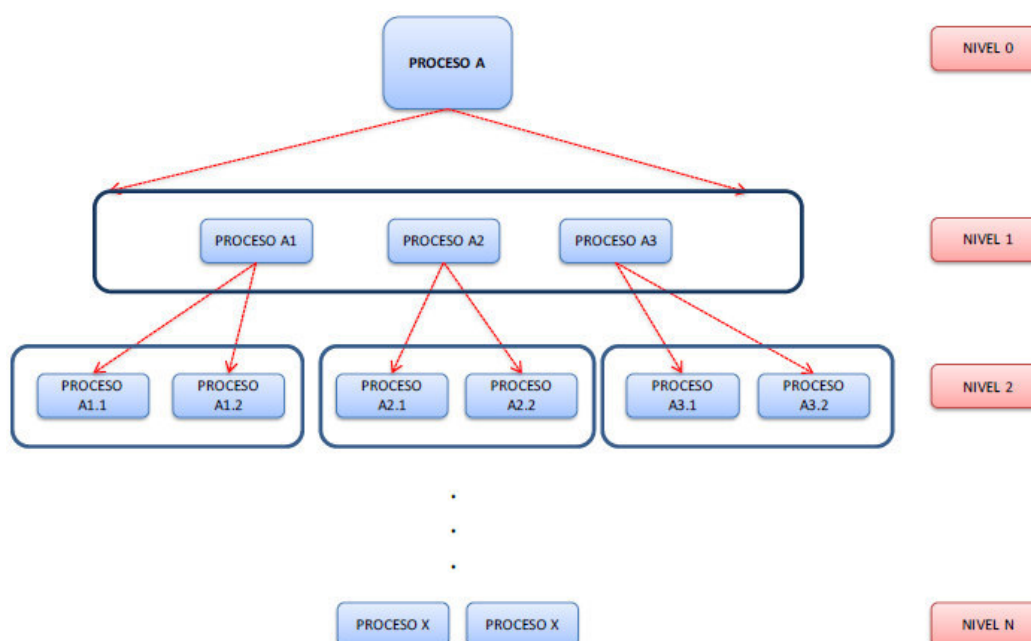 PROCESO A
NIVEL 0
PROCESO A1
PROCESO A2
PROCESO A3
NIVEL 1
PROCESO
A1.1
PROCESO
A1.2
PROCESO
A2.1
PROCESO
A2.2
PROCESO
A3.1
PROCESO
A3.2
NIVEL 2
.
.
.
PROCESO X
PROCESO X
NIVEL N